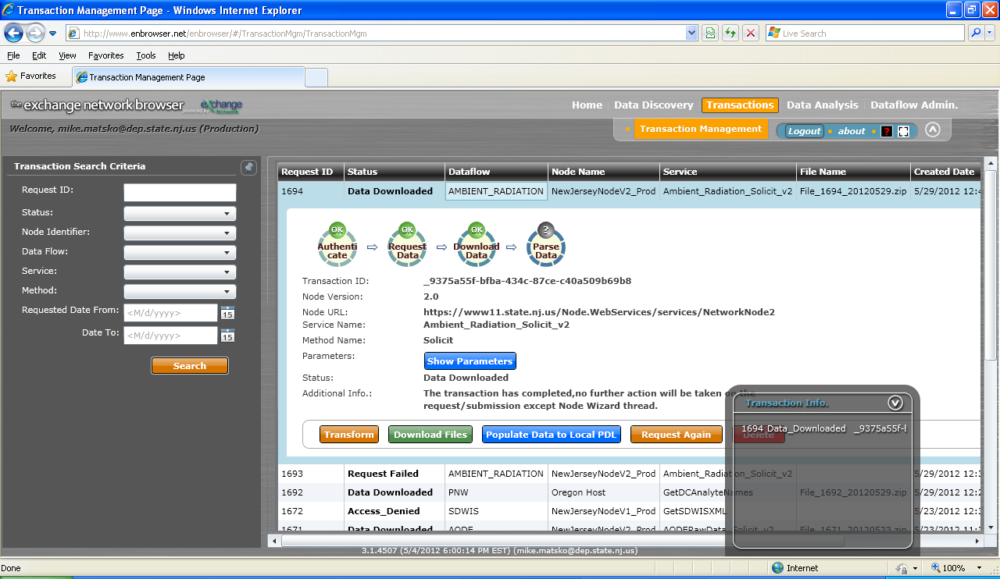 Transaction Management Page - Windows Internet Explorer
http://www.enbrowser.net/enbrowser/#/TransactionMgm/TransactionMgm
Live Search
File Edit View Favorites Tools Help
Favorites
Transaction Management Page
the exchange network browser
powered by exchange Network
Home Data Discovery Transactions Data Analysis Dataflow Admin.
Welcome, mike.matsko@dep.state.nj.us (Production)
Transaction Management
Logout about ?
Transaction Search Criteria
Request ID:
Status:
Node Identifier:
Data Flow:
Service:
Method:
Requested Date From: <M/d/yyyy> 15
Date To: <M/d/yyyy> 15
Search
Request ID Status Dataflow Node Name Service File Name Created Date
1694 Data Downloaded AMBIENT_RADIATION NewJerseyNodeV2_Prod Ambient_Radiation_Solicit_v2 File_1694_20120529.zip 5/29/2012 12:4
OK OK OK ?
Authenti
cate
Request
Data
Download
Data
Parse
Data
Transaction ID: _9375a55f-bfba-434c-87ce-c40a509b69b8
Node Version: 2.0
Node URL: https://www11.state.nj.us/Node.WebServices/services/NetworkNode2
Service Name: Ambient_Radiation_Solicit_v2
Method Name: Solicit
Parameters: Show Parameters
Status: Data Downloaded
Additional Info.: The transaction has completed,no further action will be taken on the
request/submission except Node Wizard thread.
Transform Download Files Populate Data to Local PDL Request Again Delete
Transaction Info.
1694 Data_Downloaded _9375a55f-l
1693 Request Failed AMBIENT_RADIATION NewJerseyNodeV2_Prod Ambient_Radiation_Solicit_v2 5/29/2012 12:3
1692 Data Downloaded PNW Oregon Host GetDCAnalyteNames File_1692_20120529.zip 5/29/2012 12:2
1672 Access_Denied SDWIS NewJerseyNodeV1_Prod GetSDWISXML 5/23/2012 12:3
1671 Data Downloaded AQDE NewJerseyNodeV2_Prod AQDERawData_Solicit_v2 File_1671_20120523.zip 5/23/2012 11:
3.1.4507 (5/4/2012 6:00:14 PM EST) (mike.matsko@dep.state.nj.us)
Done
Internet
100%